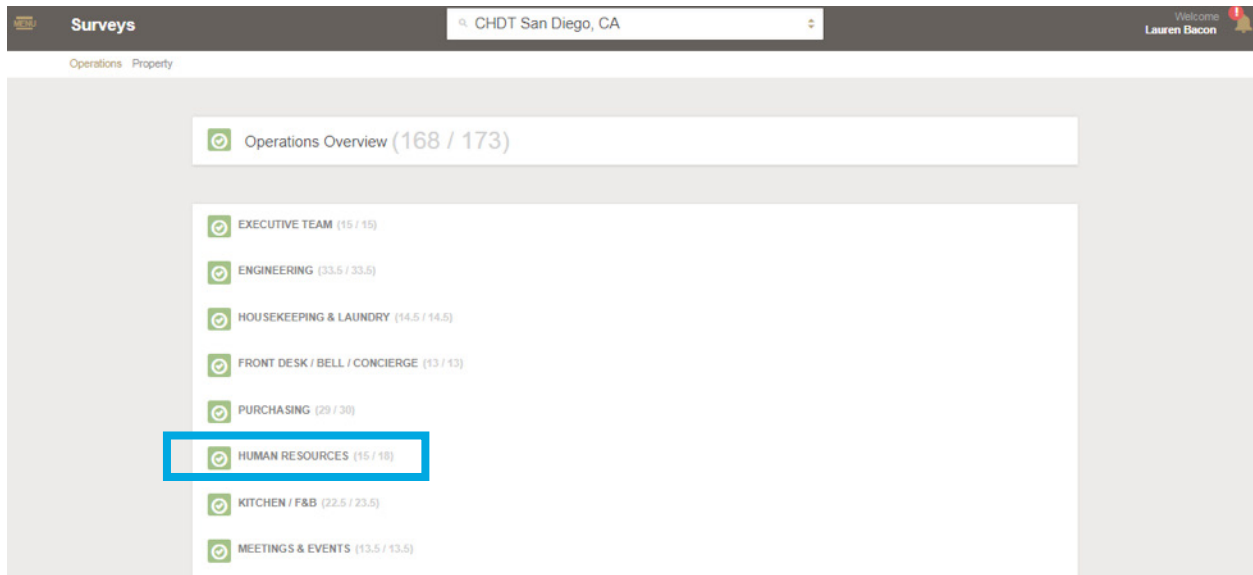 MENU Surveys CHDT San Diego, CA Welcome
Lauren Bacon
!
Operations Property
Operations Overview (168 / 173)
EXECUTIVE TEAM (15 / 15)
ENGINEERING (33.5 / 33.5)
HOUSEKEEPING & LAUNDRY (14.5 / 14.5)
FRONT DESK / BELL / CONCIERGE (13 / 13)
PURCHASING (29 / 30)
HUMAN RESOURCES (15 / 18)
KITCHEN / F&B (22.5 / 23.5)
MEETINGS & EVENTS (13.5 / 13.5)